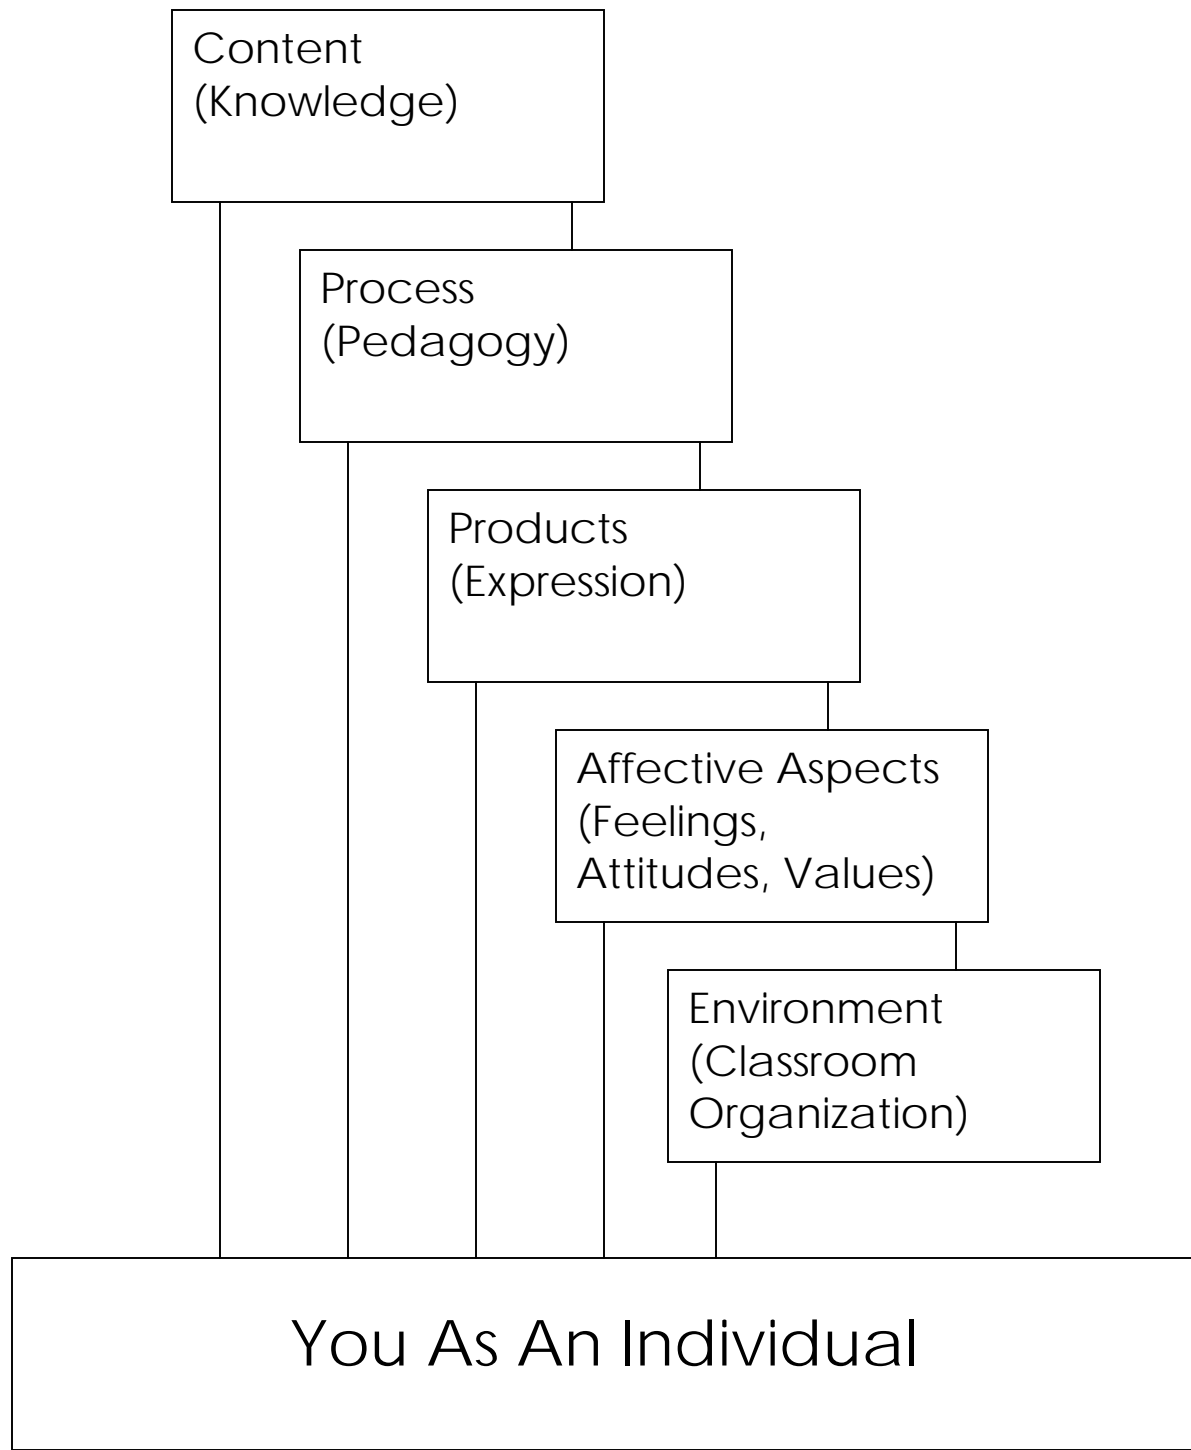 Content
(Knowledge)
Process
(Pedagogy)
Products
(Expression)
Affective Aspects
(Feelings,
Attitudes, Values)
Environment
(Classroom
Organization)
You As An Individual